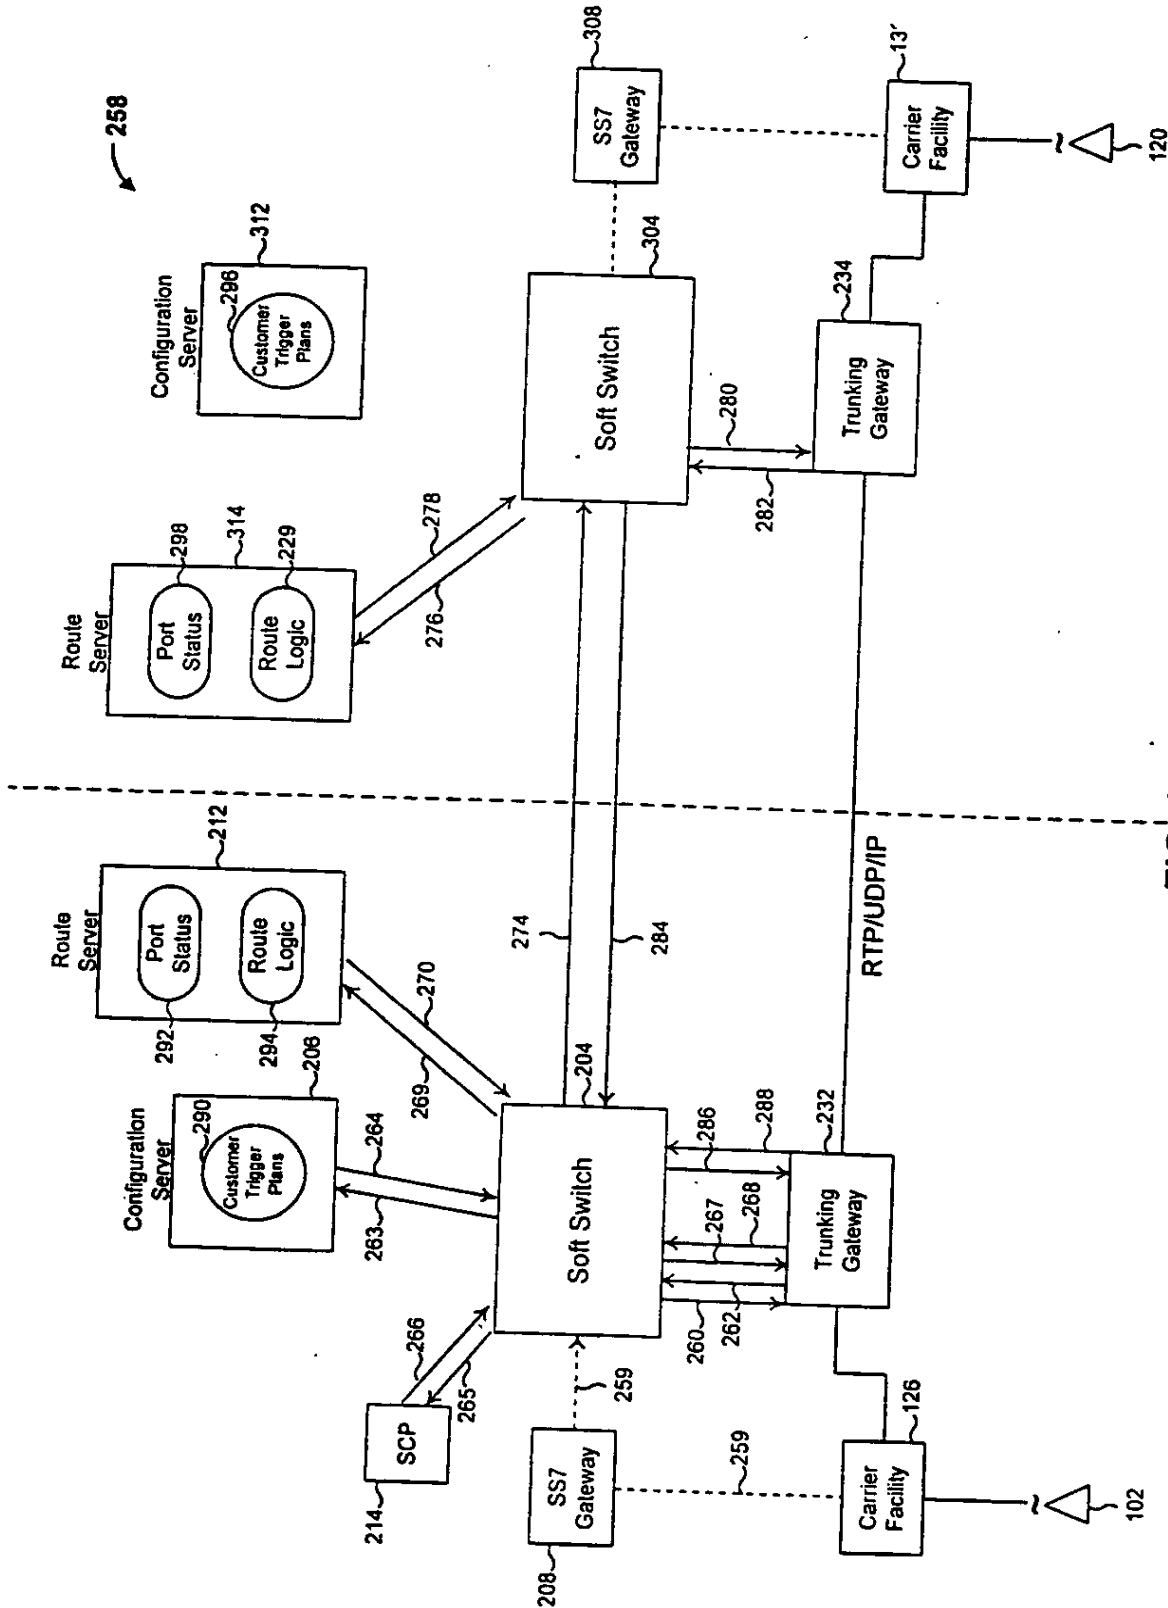 258
Configuration
Server
312
296
Customer
Trigger
Plans
Route
Server
314
298
Port
Status
229
Route
Logic
278
276
Soft Switch
304
SS7
Gateway
308
280
282
Trunking
Gateway
234
Carrier
Facility
13
120
Route
Server
212
Port
Status
292
Route
Logic
294
Configuration
Server
206
290
Customer
Trigger
Plans
270
269
264
263
274
284
SCP
214
266
265
Soft Switch
204
SS7
Gateway
208
259
259
260
262
267
268
286
288
Trunking
Gateway
232
RTP/UDP/IP
Carrier
Facility
126
102